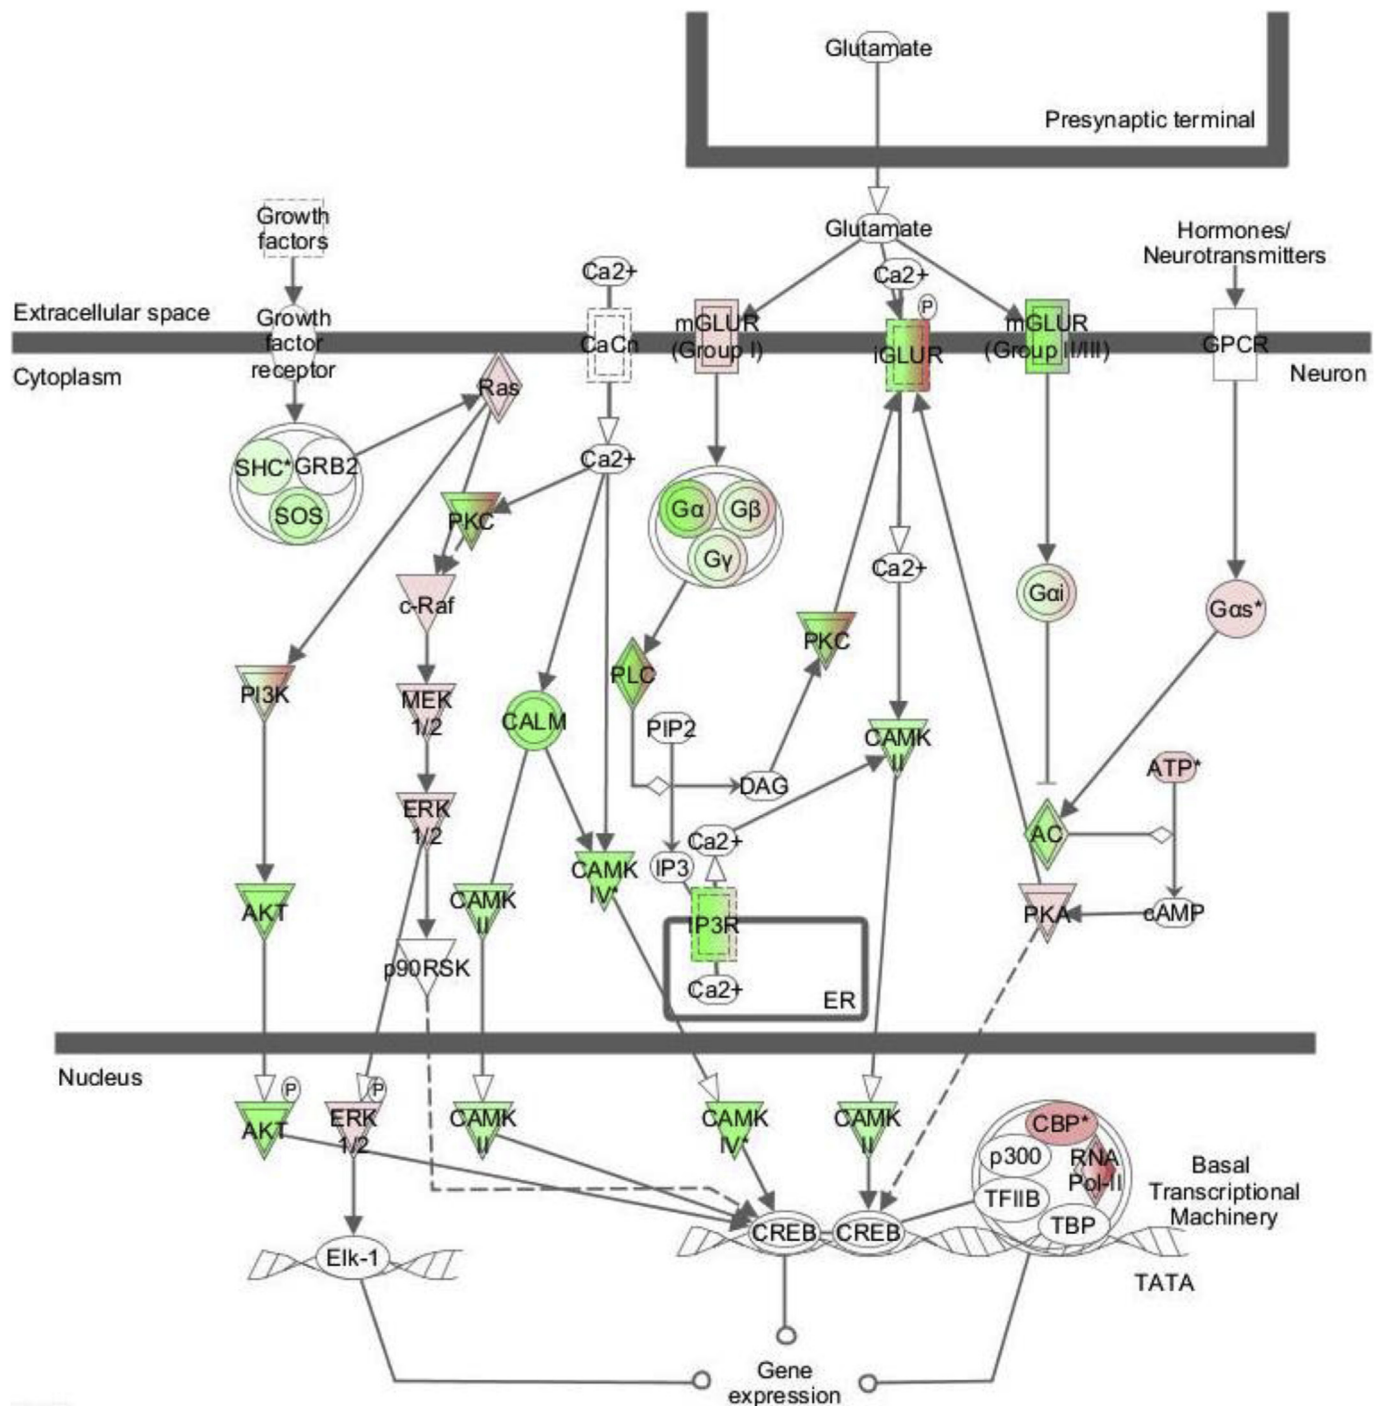 Glutamate
Presynaptic terminal
Glutamate
Growth
factors
Hormones/
Neurotransmitters
Ca2+
Ca2+
P
Extracellular space
Growth
factor
receptor
CaCn
mGLUR
(Group I)
iGLUR
mGLUR
(Group II/III)
GPCR
Cytoplasm
Neuron
Ras
SHC*
GRB2
SOS
Ca2+
PKC
Gα
Gβ
Gγ
Ca2+
Gαi
Gαs*
c-Raf
PKC
PI3K
PLC
MEK
1/2
CALM
PIP2
CAMK
II
ATP*
DAG
ERK
1/2
Ca2+
AC
CAMK
IV*
IP3
AKT
CAMK
II
IP3R
PKA
cAMP
p90RSK
Ca2+
ER
Nucleus
P
P
AKT
ERK
1/2
CAMK
II
CAMK
IV*
CAMK
II
CBP*
p300
RNA
Pol-II
TFIIB
TBP
Basal
Transcriptional
Machinery
CREB
CREB
Elk-1
TATA
Gene
expression